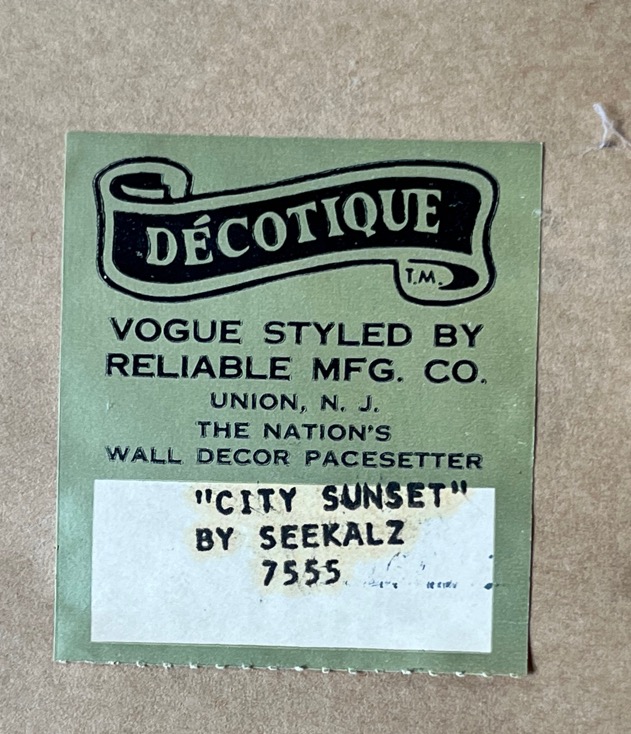 DÉCOTIQUE
T.M.
VOGUE STYLED BY
RELIABLE MFG. CO.
UNION, N. J.
THE NATION'S
WALL DECOR PACESETTER
"CITY SUNSET"
BY SEEKALZ
7555